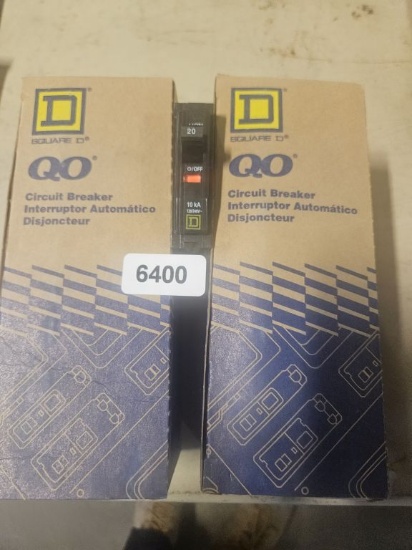 D
SQUARE D®
QO®
Circuit Breaker
Interruptor Automático
Disjoncteur
20
O/OFF
10 kA
D
6400
D
SQUARE D®
QO®
Circuit Breaker
Interruptor Automático
Disjoncteur